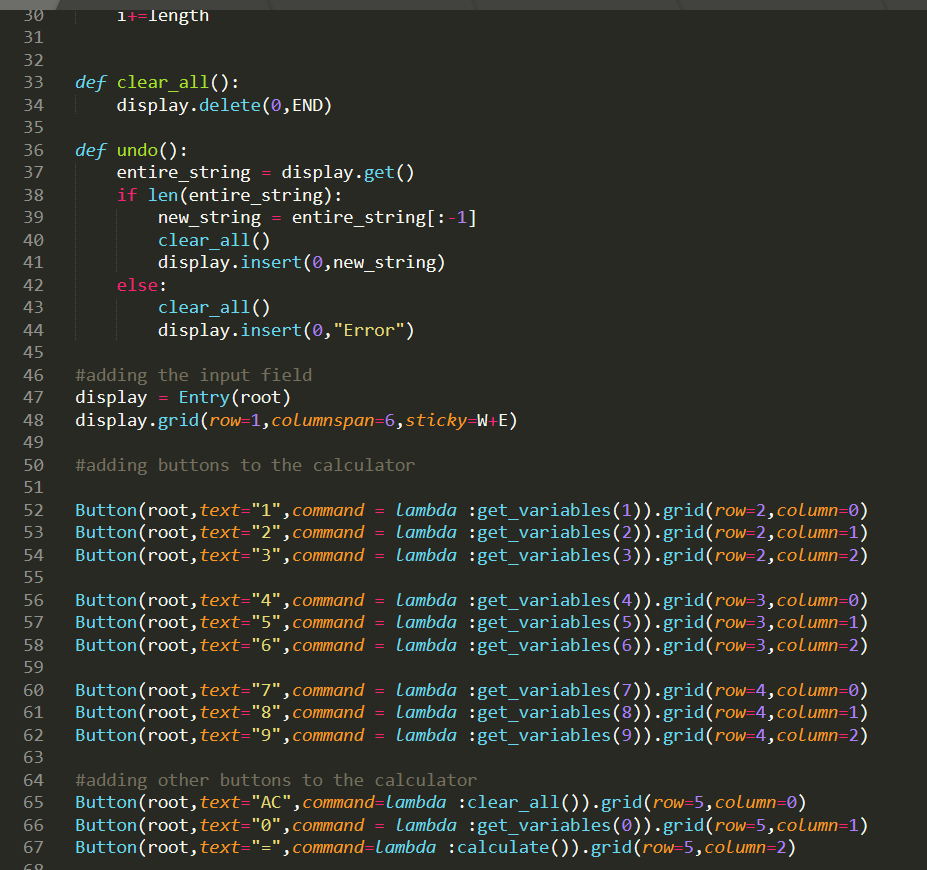 30 i+=length
31
32
33 def clear_all():
34 display.delete(0,END)
35
36 def undo():
37 entire_string = display.get()
38 if len(entire_string):
39 new_string = entire_string[:-1]
40 clear_all()
41 display.insert(0,new_string)
42 else:
43 clear_all()
44 display.insert(0,"Error")
45
46 #adding the input field
47 display = Entry(root)
48 display.grid(row=1,columnspan=6,sticky=W+E)
49
50 #adding buttons to the calculator
51
52 Button(root,text="1",command = lambda :get_variables(1)).grid(row=2,column=0)
53 Button(root,text="2",command = lambda :get_variables(2)).grid(row=2,column=1)
54 Button(root,text="3",command = lambda :get_variables(3)).grid(row=2,column=2)
55
56 Button(root,text="4",command = lambda :get_variables(4)).grid(row=3,column=0)
57 Button(root,text="5",command = lambda :get_variables(5)).grid(row=3,column=1)
58 Button(root,text="6",command = lambda :get_variables(6)).grid(row=3,column=2)
59
60 Button(root,text="7",command = lambda :get_variables(7)).grid(row=4,column=0)
61 Button(root,text="8",command = lambda :get_variables(8)).grid(row=4,column=1)
62 Button(root,text="9",command = lambda :get_variables(9)).grid(row=4,column=2)
63
64 #adding other buttons to the calculator
65 Button(root,text="AC",command=lambda :clear_all()).grid(row=5,column=0)
66 Button(root,text="0",command = lambda :get_variables(0)).grid(row=5,column=1)
67 Button(root,text="=",command=lambda :calculate()).grid(row=5,column=2)
68